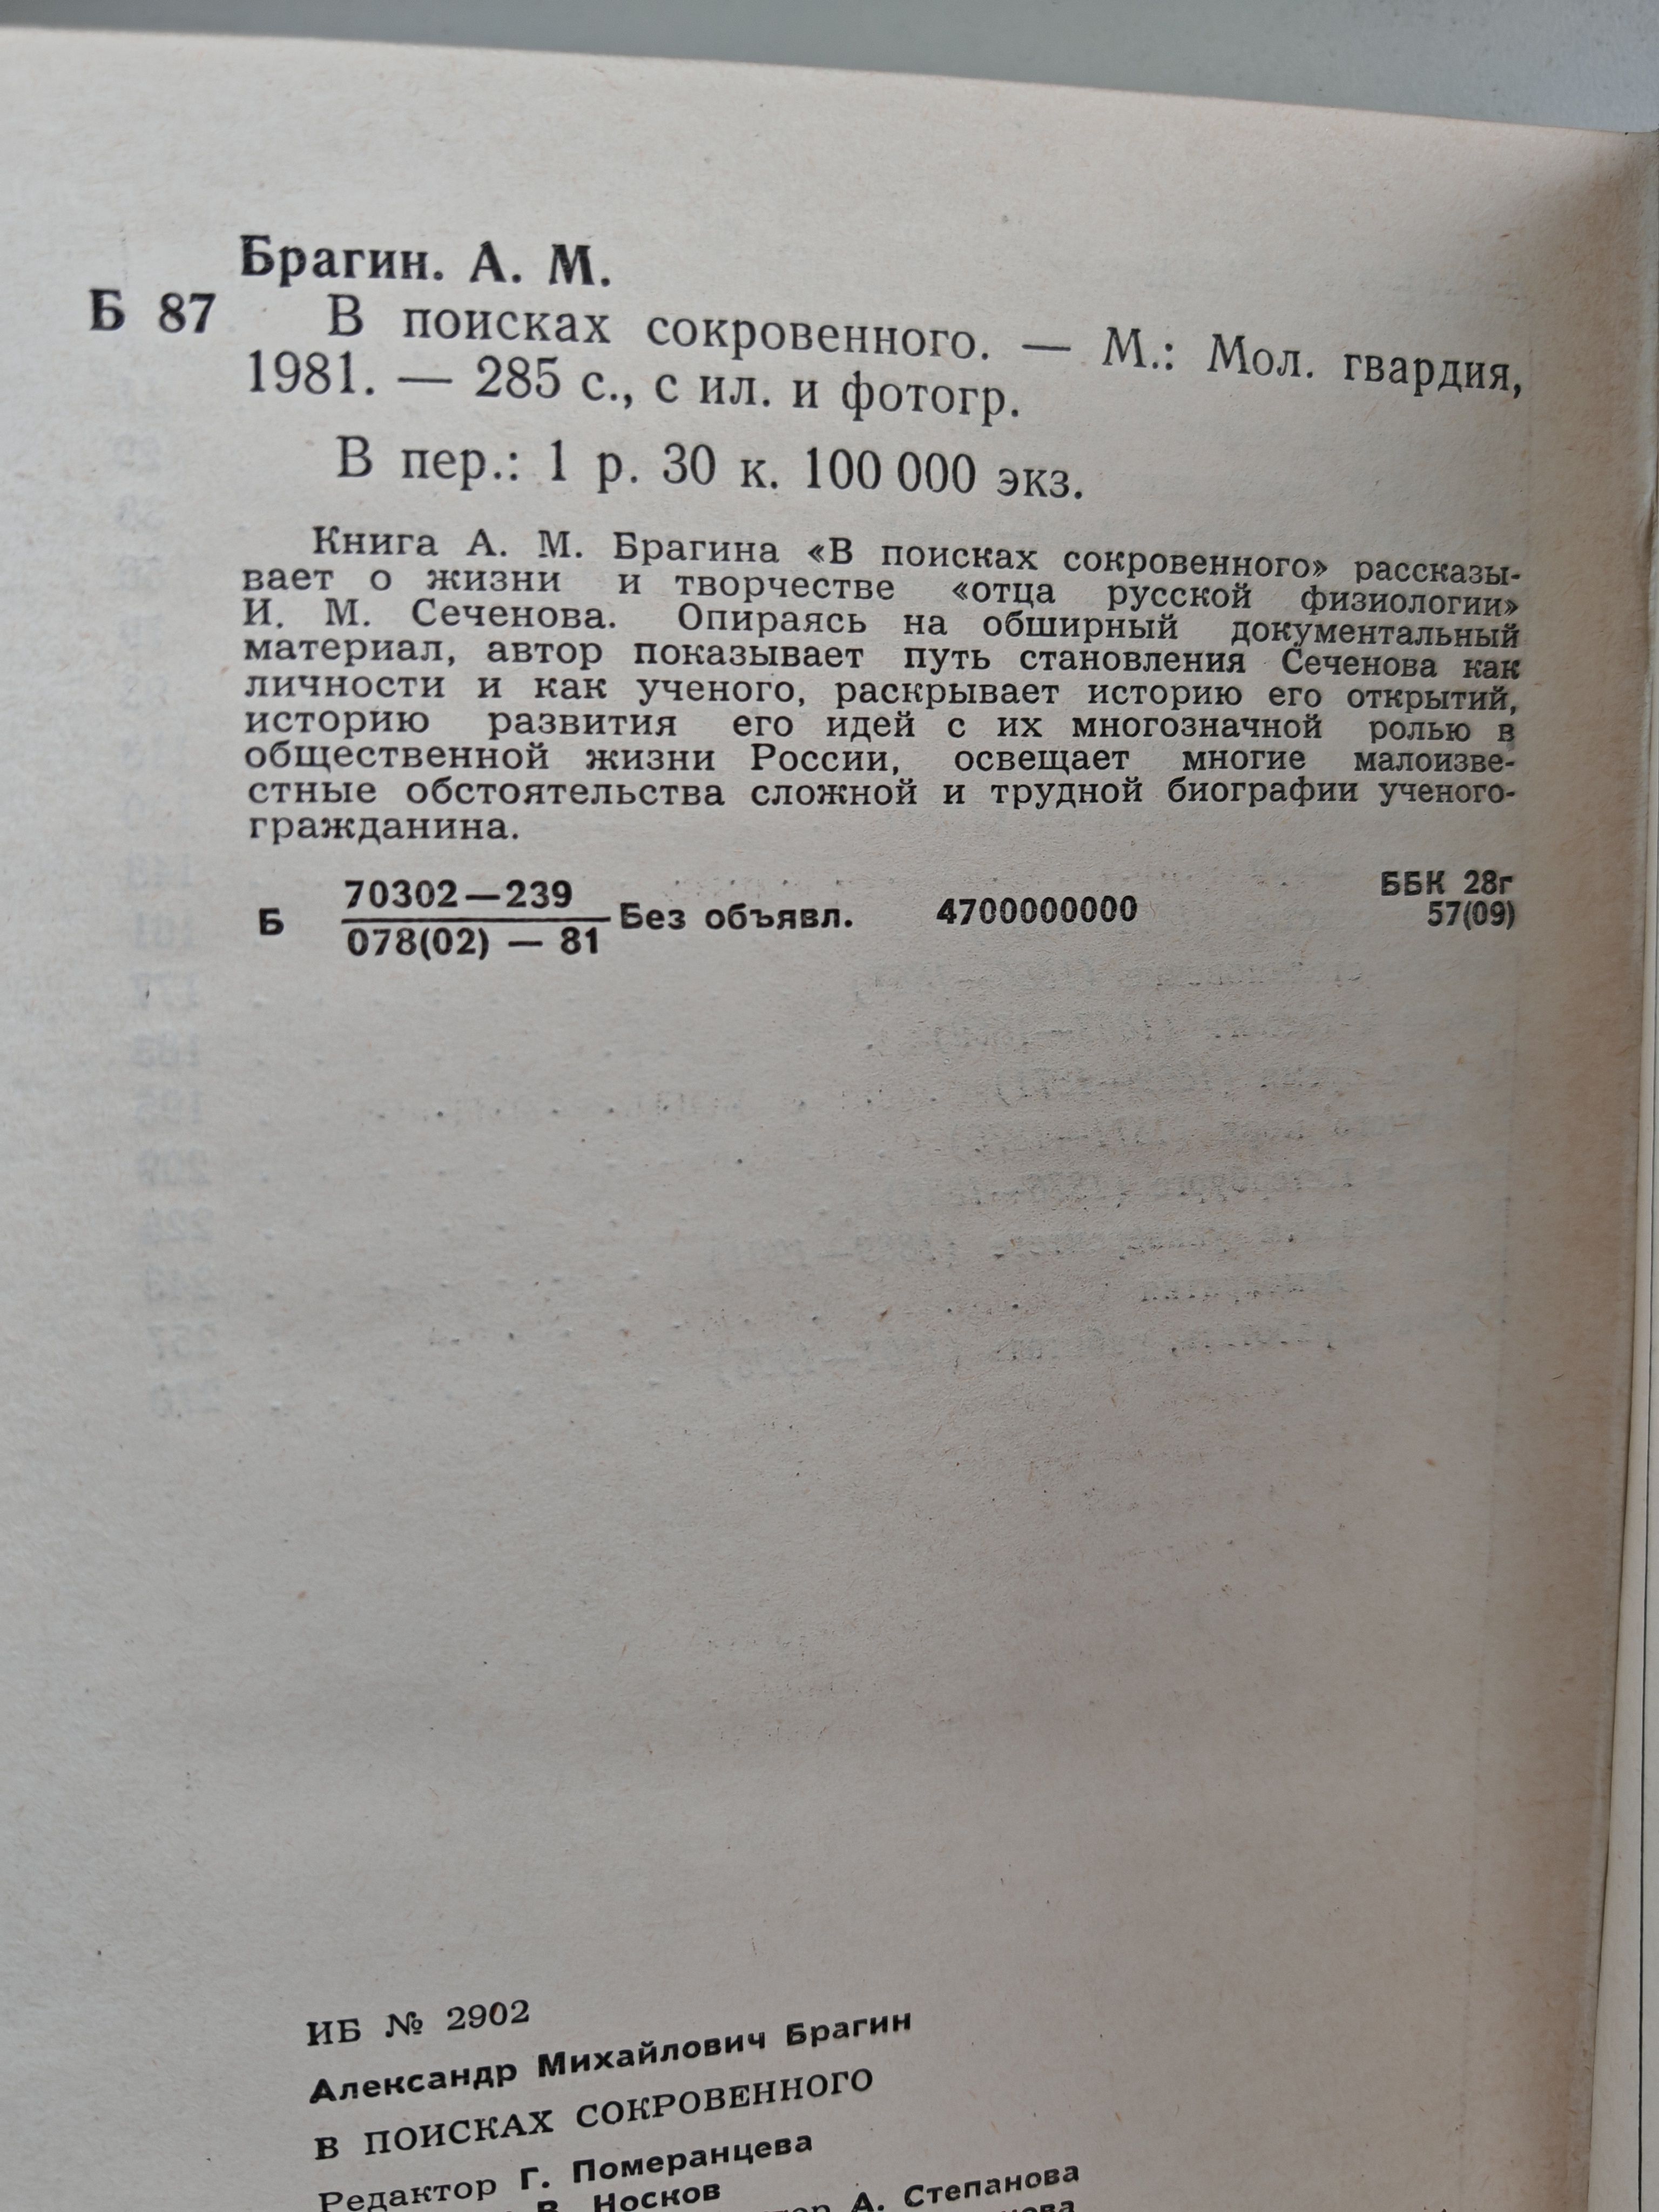 Брагин. А. М.
Б 87 В поисках сокровенного. — М.: Мол. гвардия,
1981. — 285 с., с ил. и фотогр.
В пер.: 1 р. 30 к. 100 000 экз.
Книга А. М. Брагина «В поисках сокровенного» рассказы-
вает о жизни и творчестве «отца русской физиологии»
И. М. Сеченова. Опираясь на обширный документальный
материал, автор показывает путь становления Сеченова как
личности и как ученого, раскрывает историю его открытий,
историю развития его идей с их многозначной ролью в
общественной жизни России, освещает многие малоизве-
стные обстоятельства сложной и трудной биографии ученого-
гражданина.
Б 70302—239 Без объявл. 4700000000 ББК 28г
078(02) — 81 57(09)
ИБ № 2902
Александр Михайлович Брагин
В ПОИСКАХ СОКРОВЕННОГО
Редактор Г. Померанцева
В. Носков
А. Степанова